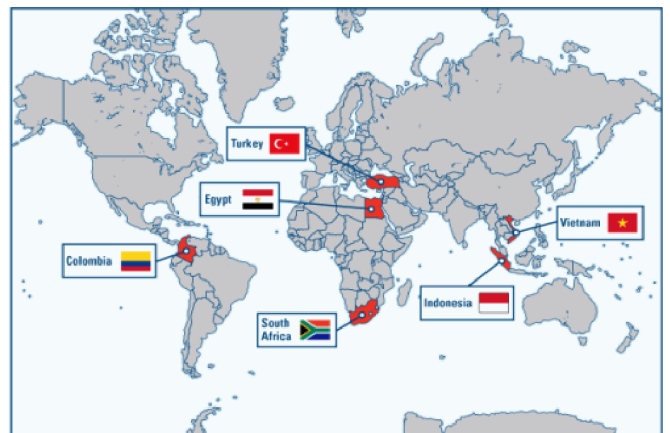 Turkey
Egypt
Vietnam
Colombia
Indonesia
South
Africa